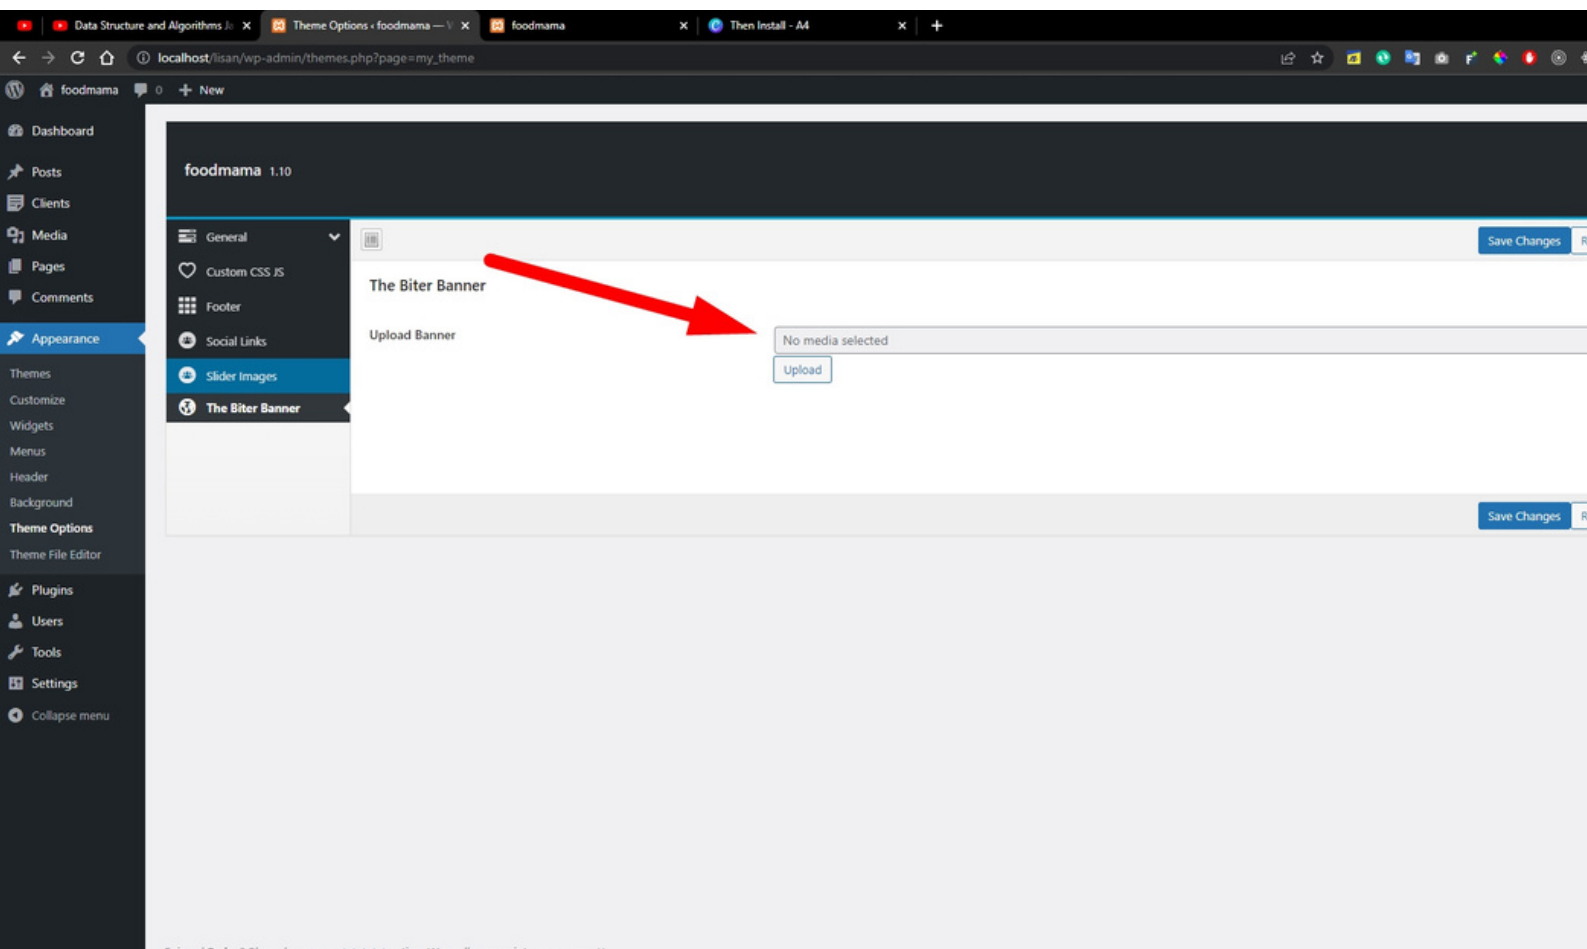 Data Structure and Algorithms
Theme Options ‹ foodmama —
foodmama
Then Install - A4
localhost/lisan/wp-admin/themes.php?page=my_theme
foodmama 0 + New
Dashboard
Posts
Clients
Media
Pages
Comments
Appearance
Themes
Customize
Widgets
Menus
Header
Background
Theme Options
Theme File Editor
Plugins
Users
Tools
Settings
Collapse menu
foodmama 1.10
General
Custom CSS JS
Footer
Social Links
Slider Images
The Biter Banner
Save Changes
The Biter Banner
Upload Banner
No media selected
Upload
Save Changes